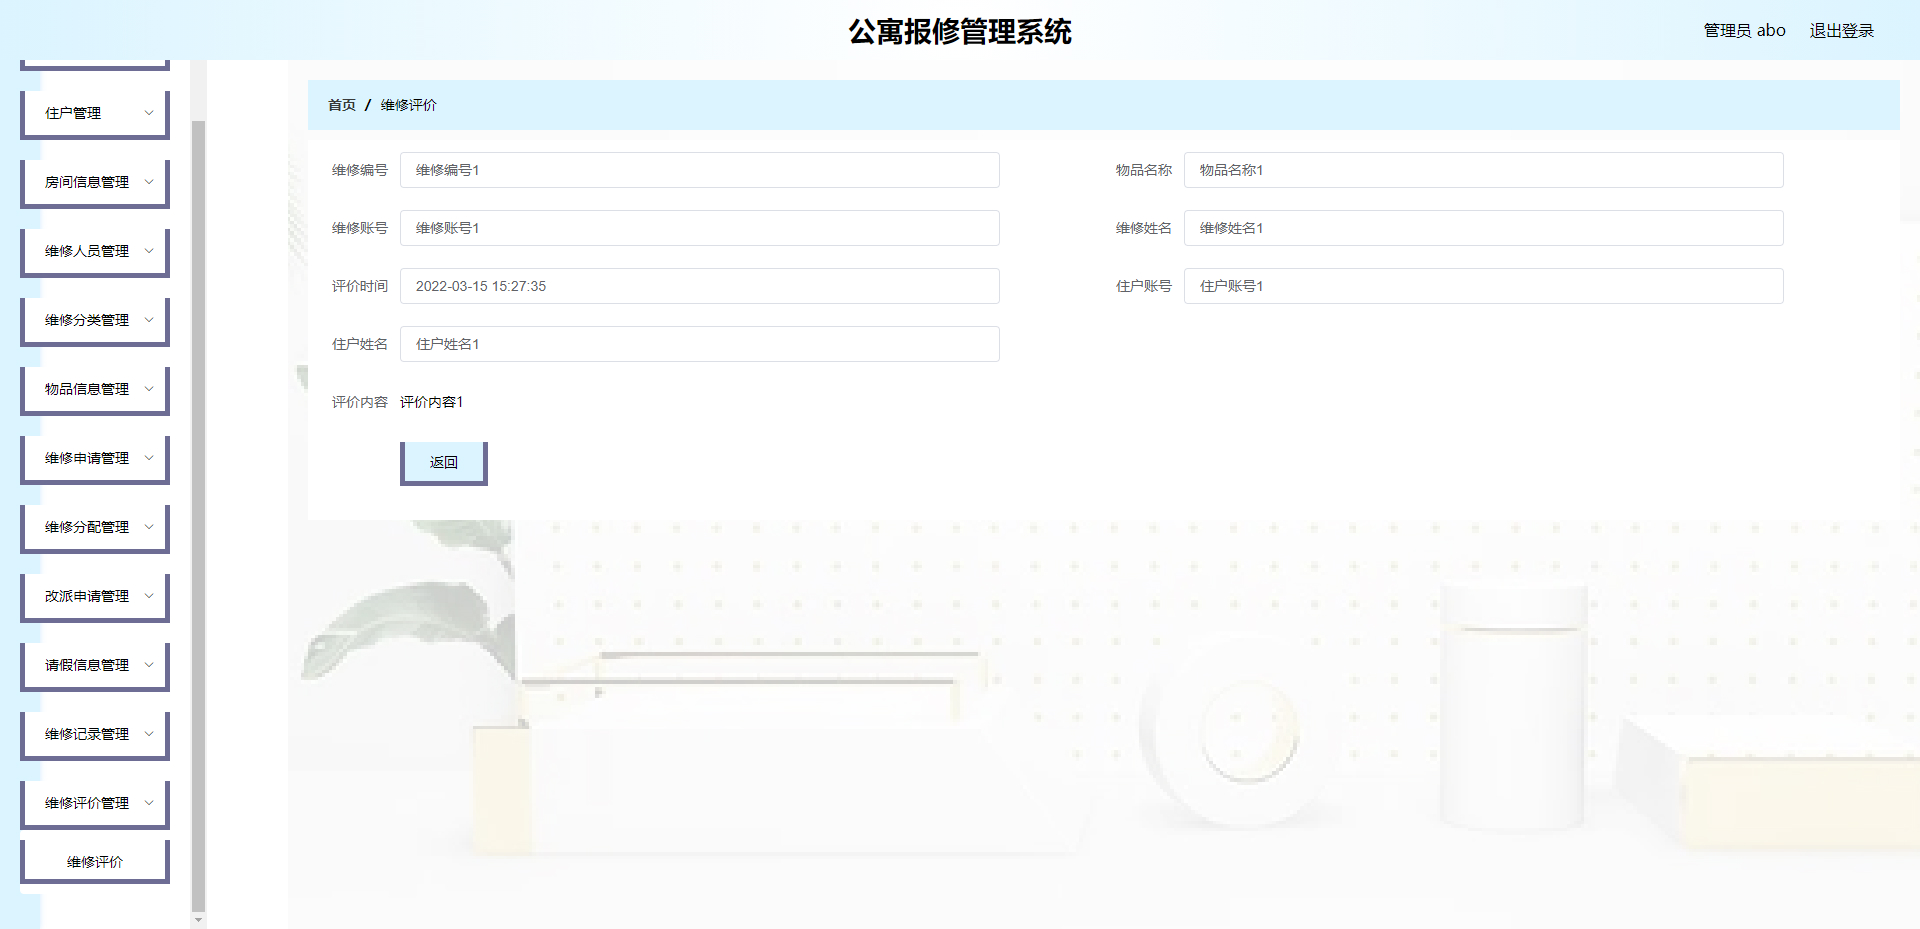 公寓报修管理系统
管理员 abo 退出登录
住户管理
房间信息管理
维修人员管理
维修分类管理
物品信息管理
维修申请管理
维修分配管理
改派申请管理
请假信息管理
维修记录管理
维修评价管理
维修评价
首页 / 维修评价
维修编号 维修编号1 物品名称 物品名称1
维修账号 维修账号1 维修姓名 维修姓名1
评价时间 2022-03-15 15:27:35 住户账号 住户账号1
住户姓名 住户姓名1
评价内容 评价内容1
返回